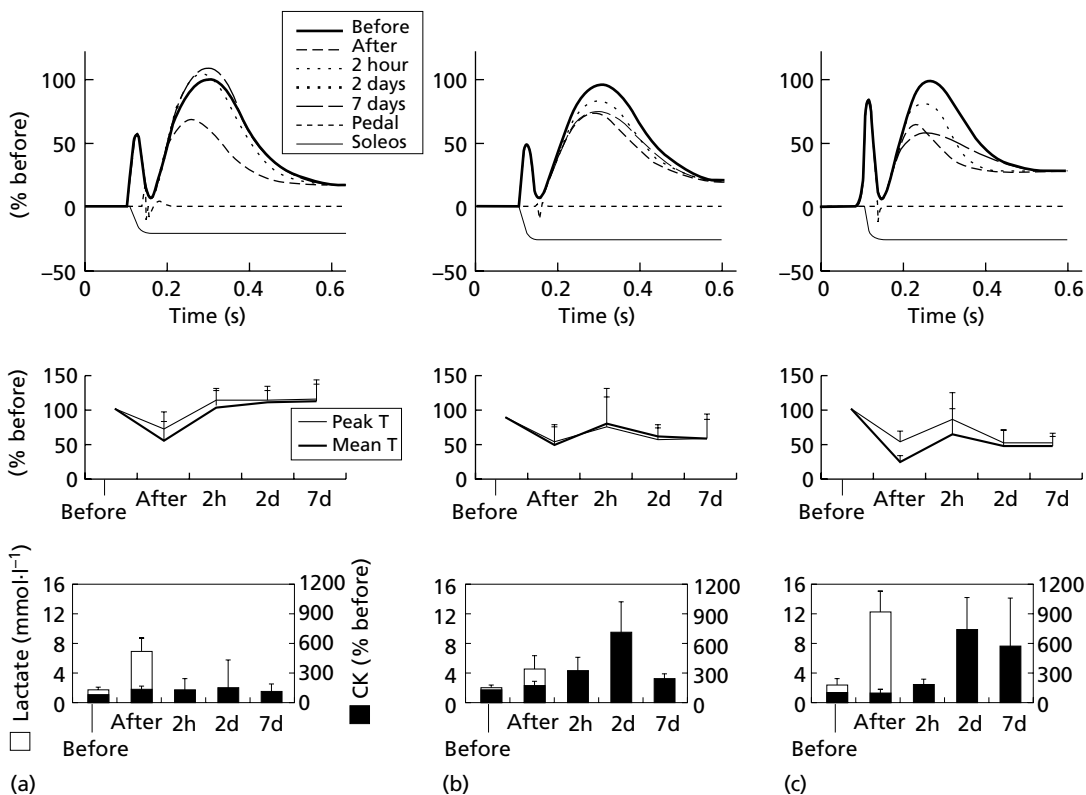 Before
After
2 hour
2 days
7 days
Pedal
Soleos
(% before)
100
50
0
–50
0 0.2 0.4 0.6
Time (s)
100
50
0
–50
0 0.2 0.4 0.6
Time (s)
100
50
0
–50
0 0.2 0.4 0.6
Time (s)
(% before)
150
100
50
0
Peak T
Mean T
After 2h 2d 7d
Before
150
100
50
0
After 2h 2d 7d
Before
150
100
50
0
After 2h 2d 7d
Before
Lactate (mmol·l–1)
16
12
8
4
0
1200
900
600
300
0
CK (% before)
After 2h 2d 7d
Before
16
12
8
4
0
1200
900
600
300
0
After 2h 2d 7d
Before
16
12
8
4
0
1200
900
600
300
0
After 2h 2d 7d
Before
(a) (b) (c)